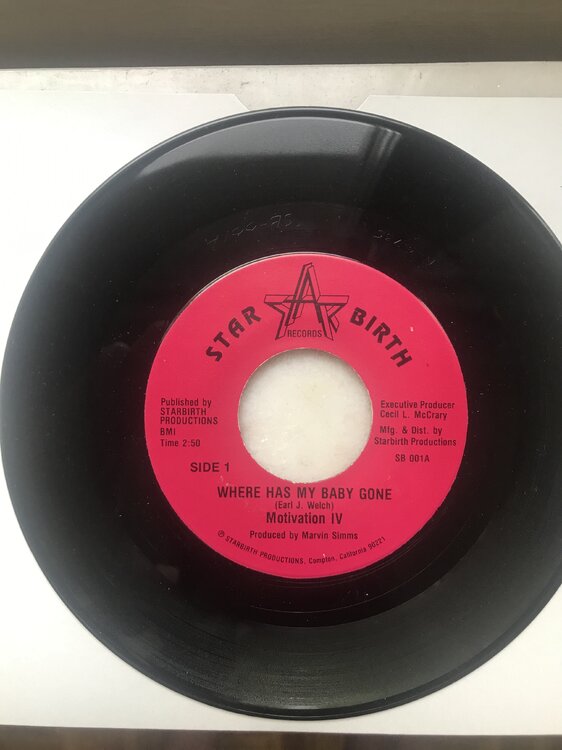 STAR BIRTH
A
RECORDS
Published by
STARBIRTH
PRODUCTIONS
BMI
Time 2:50
Executive Producer
Cecil L. McCrary
Mfg. & Dist. by
Starbirth Productions
SB 001A
SIDE 1
WHERE HAS MY BABY GONE
(Earl J. Welch)
Motivation IV
Produced by Marvin Simms
℗ STARBIRTH PRODUCTIONS, Compton, California 90221